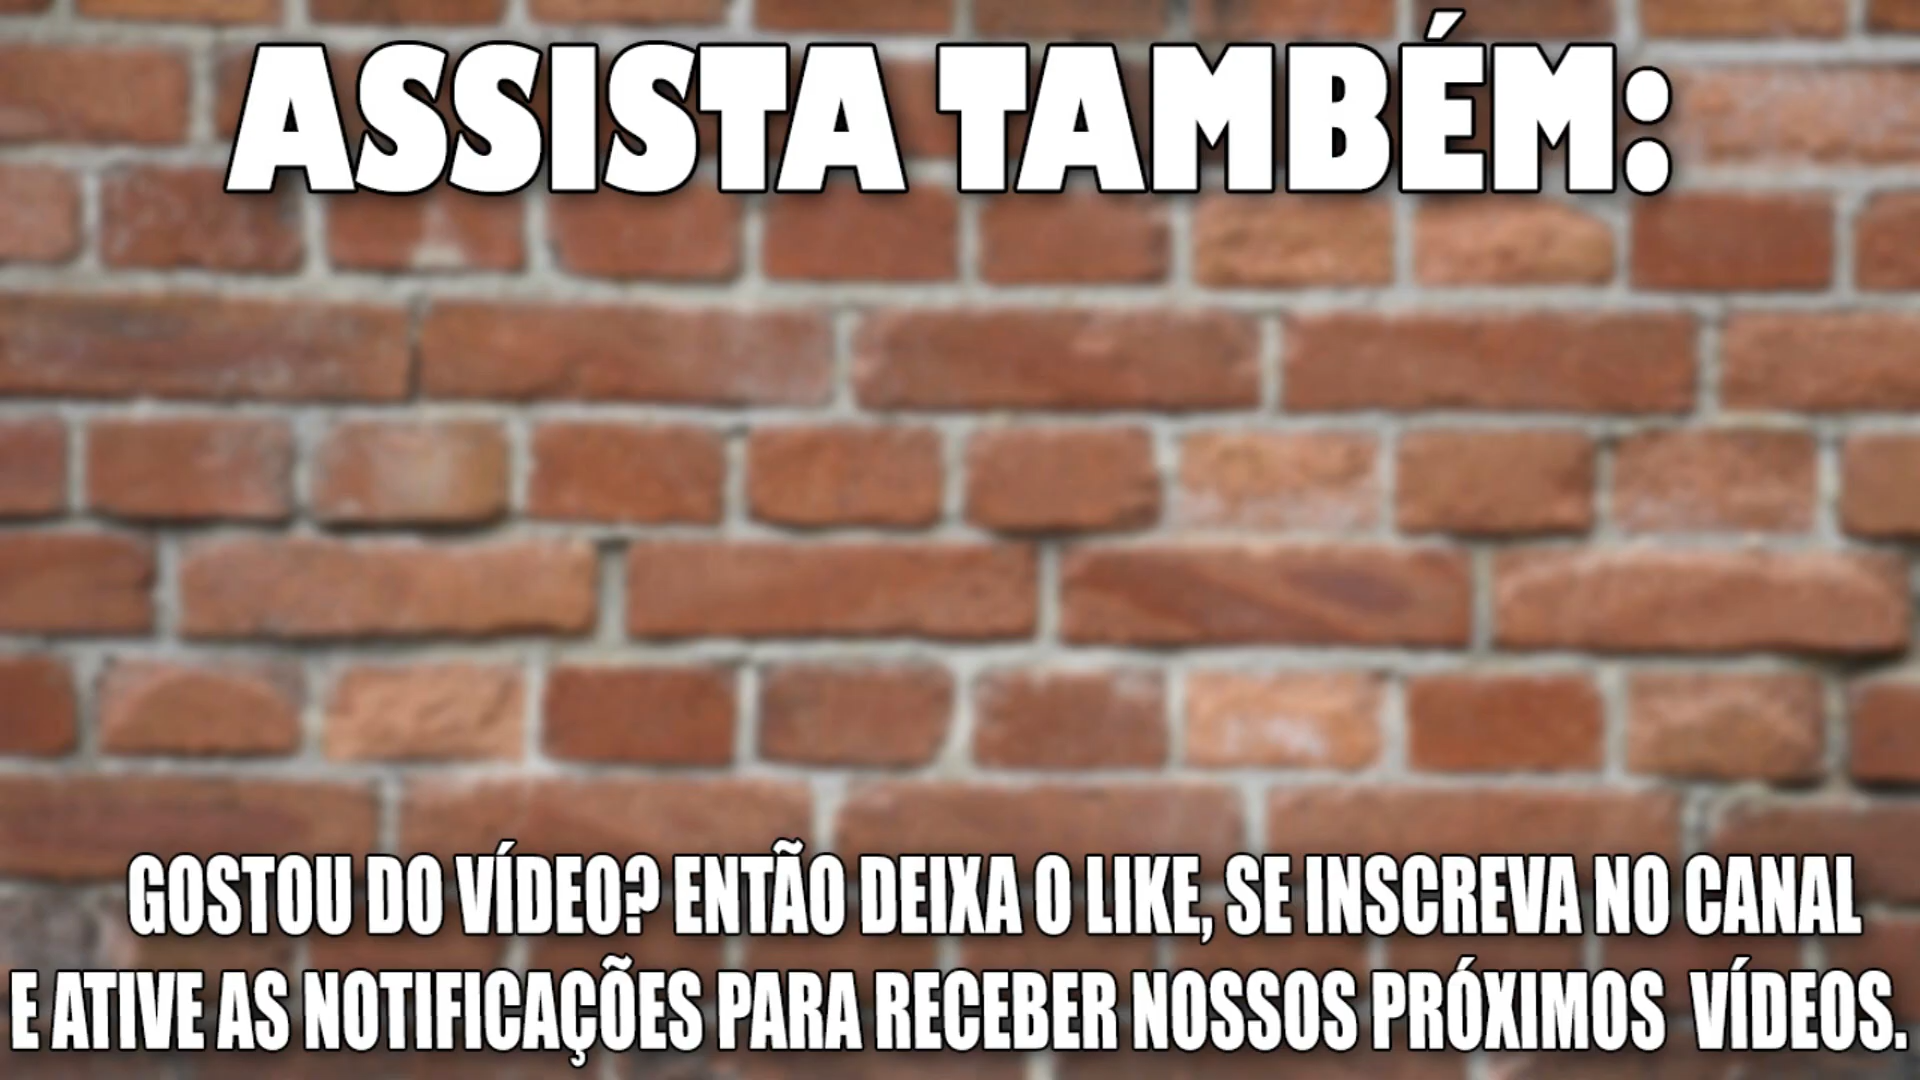 ASSISTA TAMBÉM:
GOSTOU DO VÍDEO? ENTÃO DEIXA O LIKE, SE INSCREVA NO CANAL
E ATIVE AS NOTIFICAÇÕES PARA RECEBER NOSSOS PRÓXIMOS VÍDEOS.